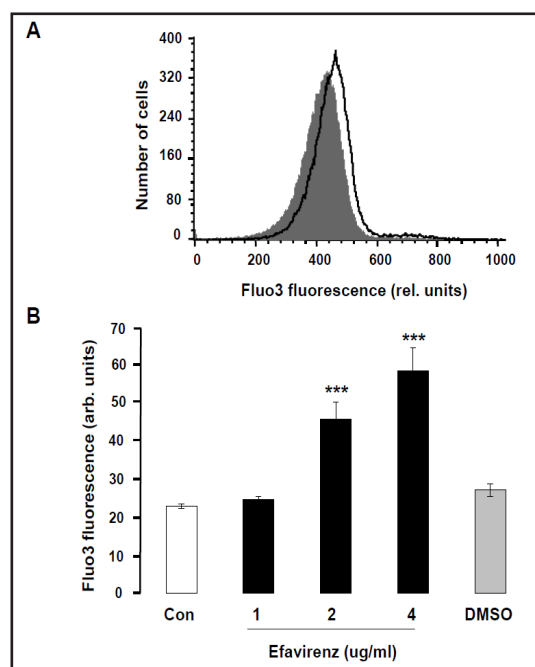 A
400
320
240
160
80
0
Number of cells
0 200 400 600 800 1000
Fluo3 fluorescence (rel. units)
B
70
60
50
40
30
20
10
0
Fluo3 fluorescence (arb. units)
***
***
Con 1 2 4 DMSO
Efavirenz (ug/ml)